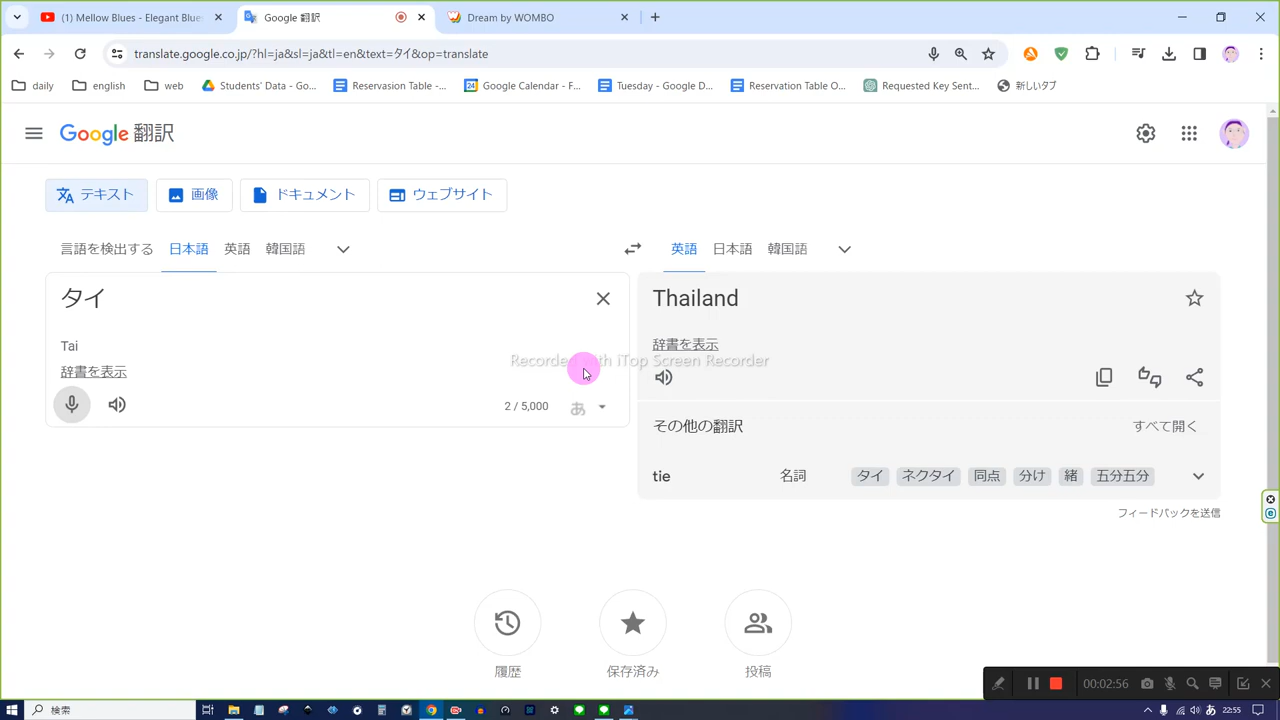 (1) Mellow Blues - Elegant Blues
Google 翻訳
Dream by WOMBO
translate.google.co.jp/?hl=ja&sl=ja&tl=en&text=タイ&op=translate
daily
english
web
Students' Data - Go...
Reservasion Table -...
Google Calendar - F...
Tuesday - Google D...
Reservation Table O...
Requested Key Sent...
新しいタブ
Google 翻訳
テキスト
画像
ドキュメント
ウェブサイト
言語を検出する 日本語 英語 韓国語
英語 日本語 韓国語
タイ
Thailand
Tai
辞書を表示
辞書を表示
Recorded with iTop Screen Recorder
2 / 5,000
あ
その他の翻訳
すべて開く
tie 名詞 タイ ネクタイ 同点 分け 緒 五分五分
フィードバックを送信
履歴
保存済み
投稿
00:02:56
検索
あ
22:55